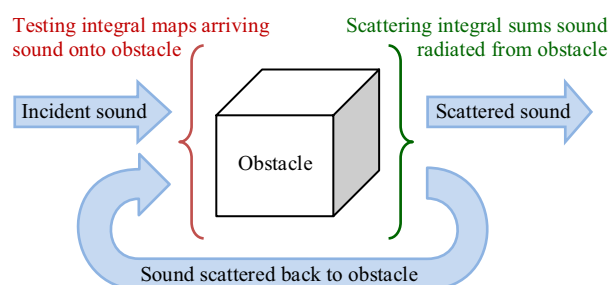 Testing integral maps arriving
sound onto obstacle
Scattering integral sums sound
radiated from obstacle
Incident sound
Scattered sound
Obstacle
Sound scattered back to obstacle